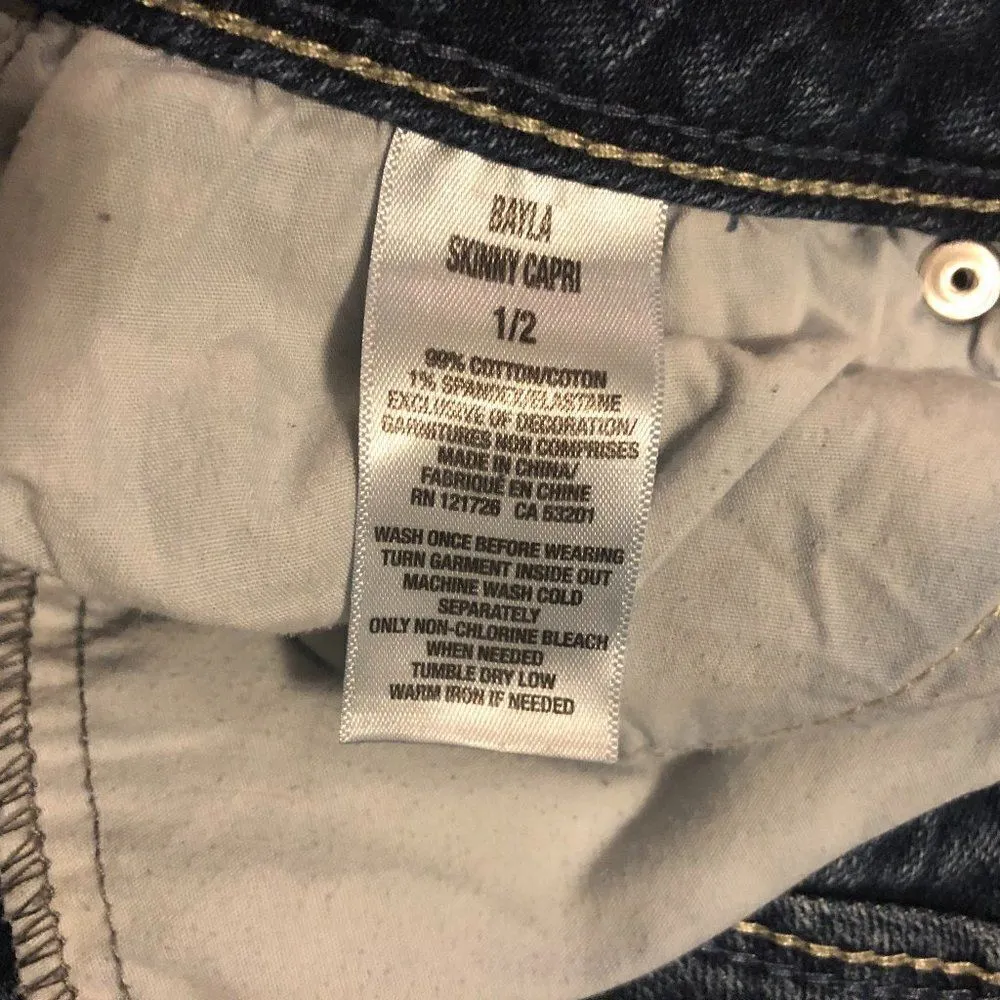 BAYLA
SKINNY CAPRI
1/2
99% COTTON/COTON
1% SPANDEX/ELASTANE
EXCLUSIVE OF DECORATION/
GARNITURES NON COMPRISES
MADE IN CHINA/
FABRIQUÉ EN CHINE
RN 121726 CA 53201
WASH ONCE BEFORE WEARING
TURN GARMENT INSIDE OUT
MACHINE WASH COLD
SEPARATELY
ONLY NON-CHLORINE BLEACH
WHEN NEEDED
TUMBLE DRY LOW
WARM IRON IF NEEDED